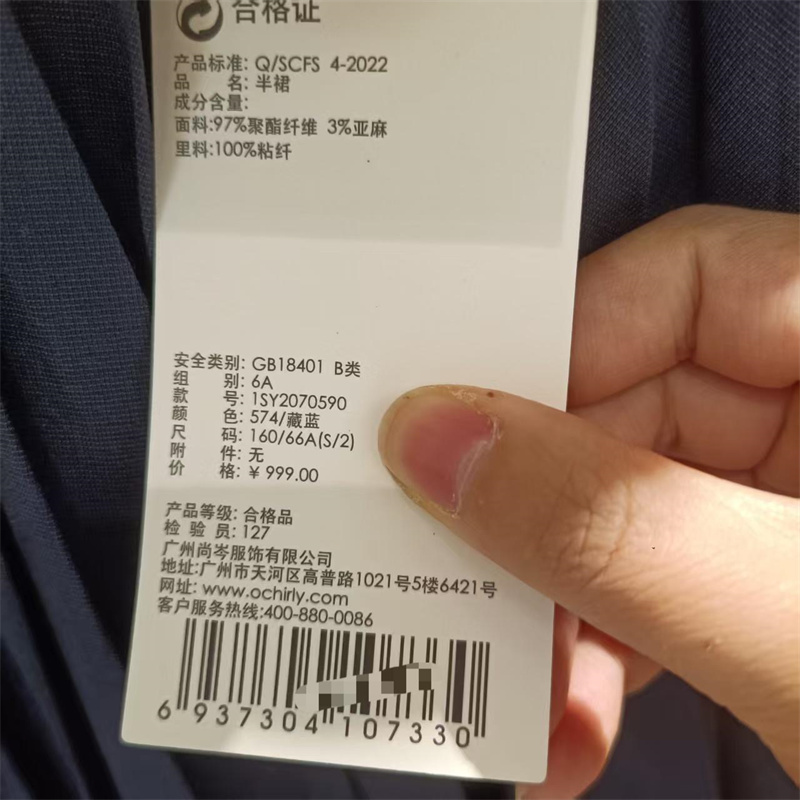 合格证
产品标准: Q/SCFS 4-2022
品 名: 半裙
成分含量:
面料:97%聚酯纤维 3%亚麻
里料:100%粘纤
安全类别: GB18401 B类
组 别: 6A
款 号: 1SY2070590
颜 色: 574/藏蓝
尺 码: 160/66A(S/2)
附 件: 无
价 格: ¥ 999.00
产品等级: 合格品
检 验 员: 127
广州尚岑服饰有限公司
地址:广州市天河区高普路1021号5楼6421号
网址: www.ochirly.com
客户服务热线:400-880-0086
6 937304 107330